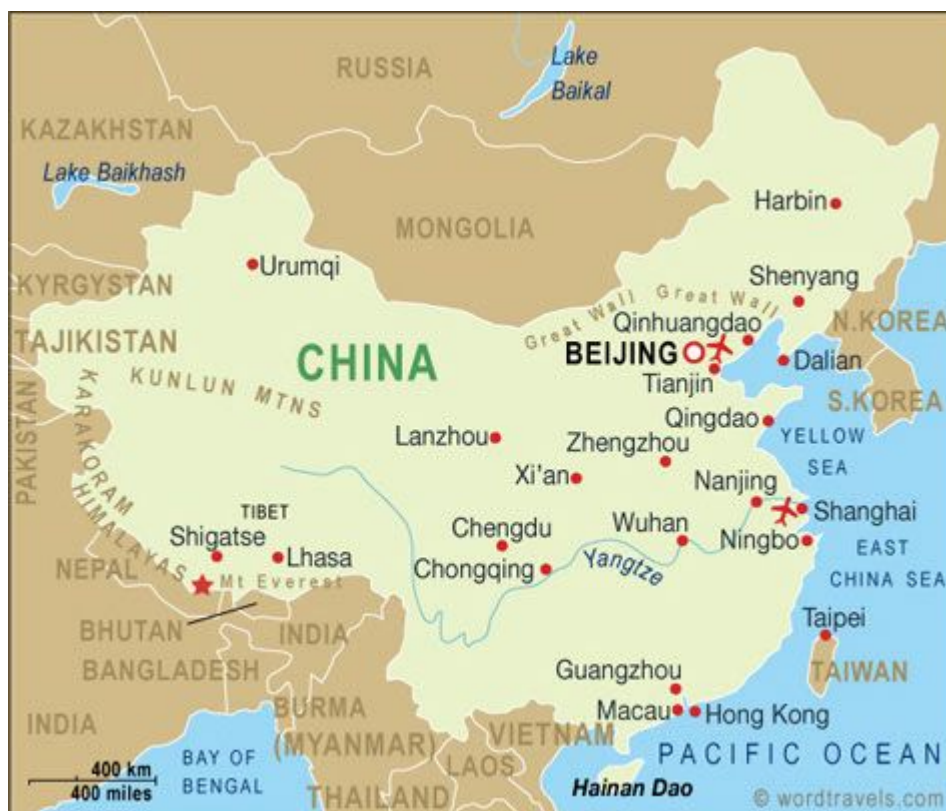 RUSSIA
Lake
Baikal
KAZAKHSTAN
Lake Baikhash
MONGOLIA
Harbin
Urumqi
KYRGYSTAN
Shenyang
Great Wall
Great Wall
Qinhuangdao
N.KOREA
TAJIKISTAN
CHINA
BEIJING
Dalian
Tianjin
KUNLUN MTNS
S.KOREA
PAKISTAN
KARAKORAM
Qingdao
YELLOW
SEA
Lanzhou
Zhengzhou
Xi'an
Nanjing
HIMALAYAS
TIBET
Shanghai
Shigatse
Lhasa
Chengdu
Wuhan
Ningbo
EAST
CHINA SEA
NEPAL
Mt Everest
Chongqing
Yangtze
Taipei
BHUTAN
INDIA
BANGLADESH
Guangzhou
TAIWAN
INDIA
BURMA
(MYANMAR)
Macau
Hong Kong
VIETNAM
PACIFIC OCEAN
BAY OF
BENGAL
LAOS
400 km
400 miles
THAILAND
Hainan Dao
© wordtravels.com